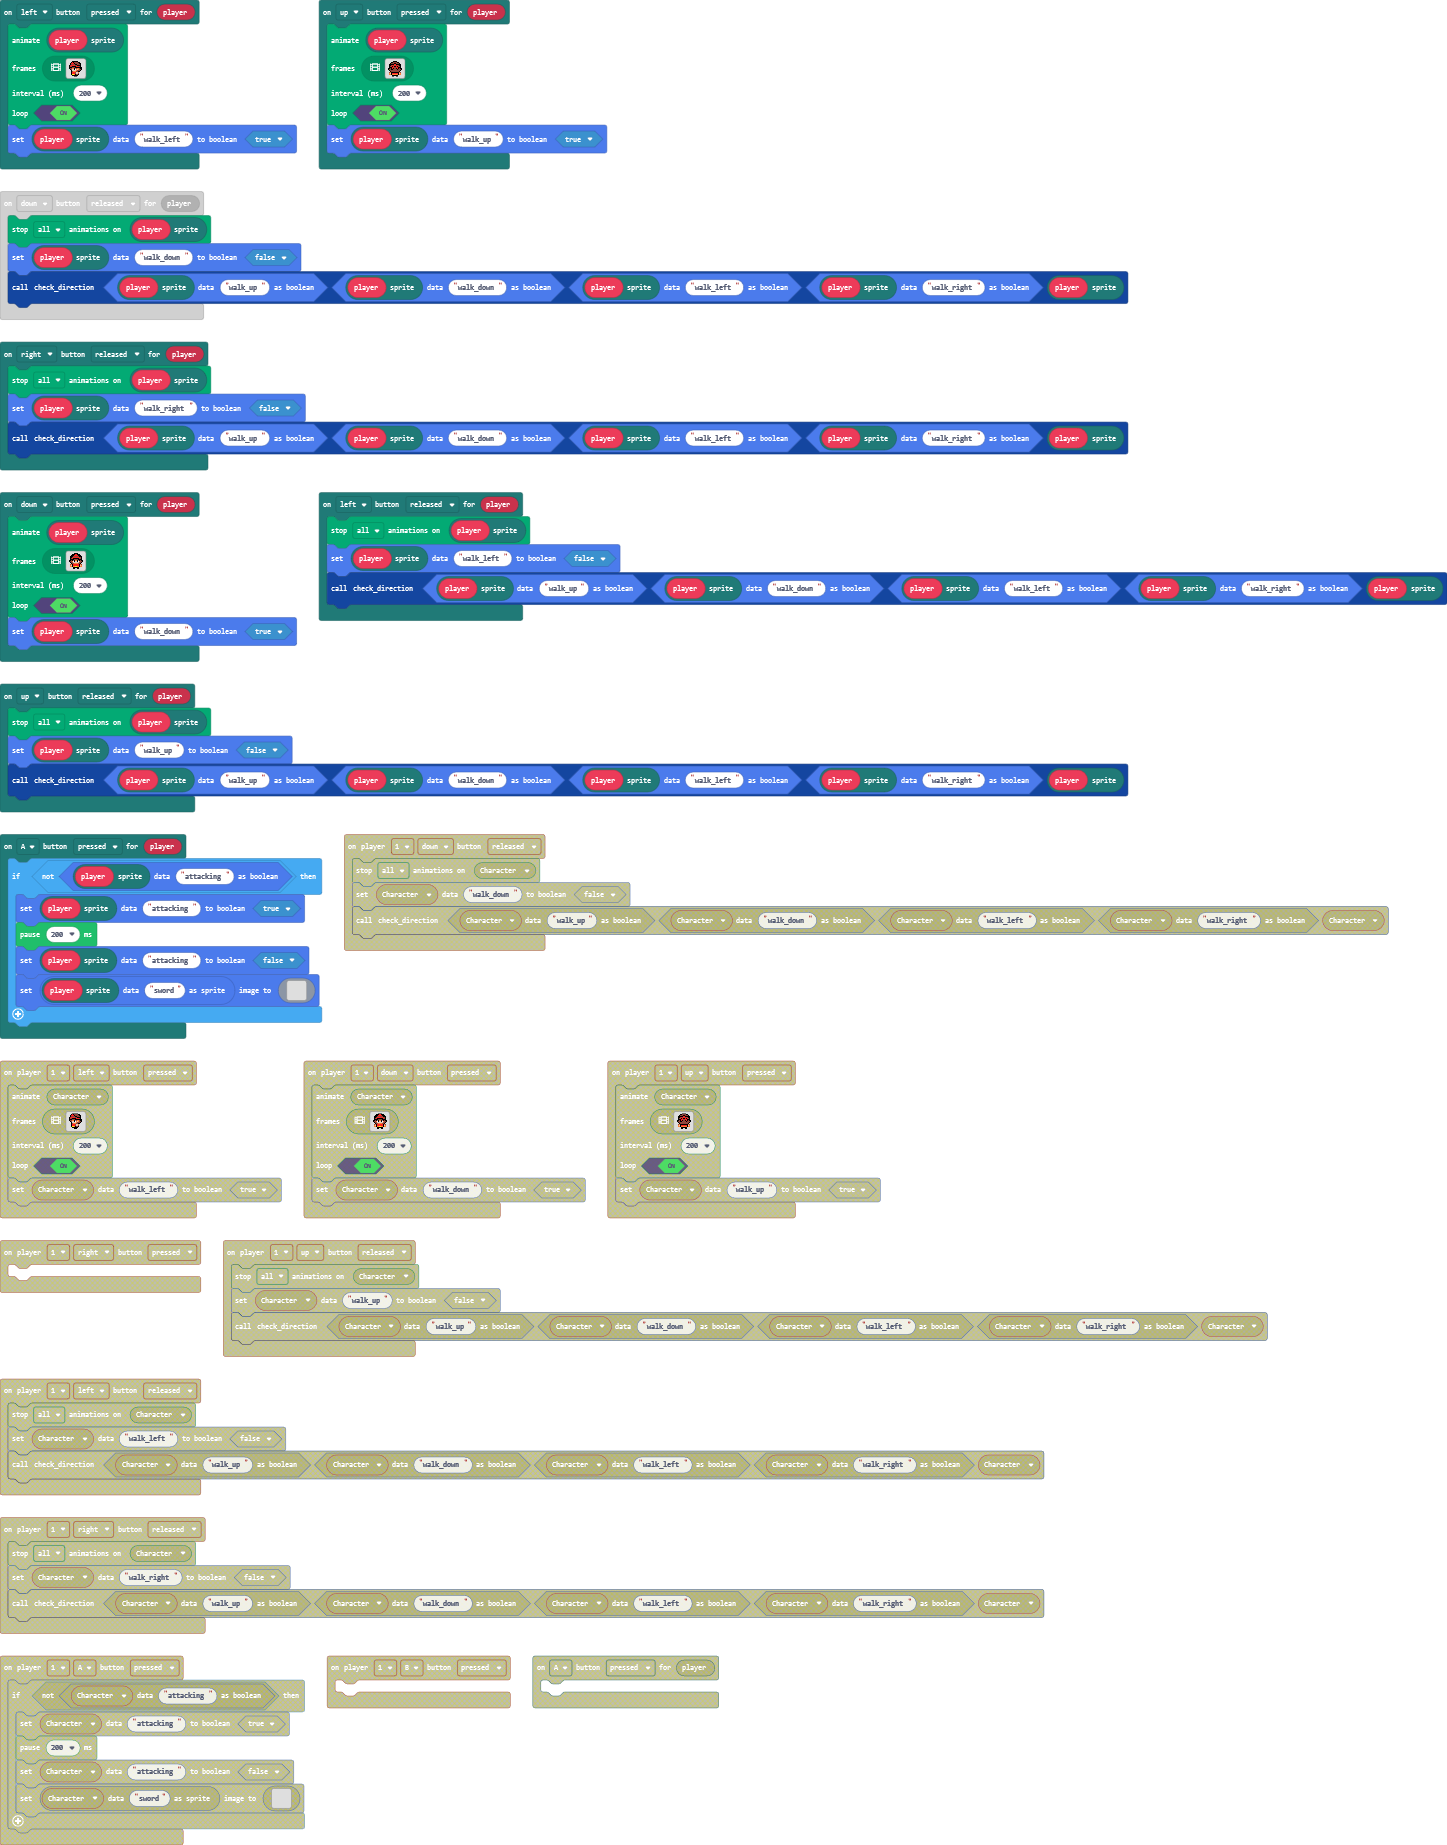 on left button pressed for player
animate player sprite
frames
interval (ms) 200
loop ON
set player sprite data "walk_left" to boolean true
on up button pressed for player
animate player sprite
frames
interval (ms) 200
loop ON
set player sprite data "walk_up" to boolean true
on down button released for player
stop all animations on player sprite
set player sprite data "walk_down" to boolean false
call check_direction player sprite data "walk_up" as boolean player sprite data "walk_down" as boolean player sprite data "walk_left" as boolean player sprite data "walk_right" as boolean player sprite
on right button released for player
stop all animations on player sprite
set player sprite data "walk_right" to boolean false
call check_direction player sprite data "walk_up" as boolean player sprite data "walk_down" as boolean player sprite data "walk_left" as boolean player sprite data "walk_right" as boolean player sprite
on down button pressed for player
animate player sprite
frames
interval (ms) 200
loop ON
set player sprite data "walk_down" to boolean true
on left button released for player
stop all animations on player sprite
set player sprite data "walk_left" to boolean false
call check_direction player sprite data "walk_up" as boolean player sprite data "walk_down" as boolean player sprite data "walk_left" as boolean player sprite data "walk_right" as boolean player sprite
on up button released for player
stop all animations on player sprite
set player sprite data "walk_up" to boolean false
call check_direction player sprite data "walk_up" as boolean player sprite data "walk_down" as boolean player sprite data "walk_left" as boolean player sprite data "walk_right" as boolean player sprite
on A button pressed for player
if not player sprite data "attacking" as boolean then
set player sprite data "attacking" to boolean true
pause 200 ms
set player sprite data "attacking" to boolean false
set player sprite data "sword" as sprite image to
on player 1 down button released
stop all animations on Character
set Character data "walk_down" to boolean false
call check_direction Character data "walk_up" as boolean Character data "walk_down" as boolean Character data "walk_left" as boolean Character data "walk_right" as boolean Character
on player 1 left button pressed
animate Character
frames
interval (ms) 200
loop ON
set Character data "walk_left" to boolean true
on player 1 down button pressed
animate Character
frames
interval (ms) 200
loop ON
set Character data "walk_down" to boolean true
on player 1 up button pressed
animate Character
frames
interval (ms) 200
loop ON
set Character data "walk_up" to boolean true
on player 1 right button pressed
on player 1 up button released
stop all animations on Character
set Character data "walk_up" to boolean false
call check_direction Character data "walk_up" as boolean Character data "walk_down" as boolean Character data "walk_left" as boolean Character data "walk_right" as boolean Character
on player 1 left button released
stop all animations on Character
set Character data "walk_left" to boolean false
call check_direction Character data "walk_up" as boolean Character data "walk_down" as boolean Character data "walk_left" as boolean Character data "walk_right" as boolean Character
on player 1 right button released
stop all animations on Character
set Character data "walk_right" to boolean false
call check_direction Character data "walk_up" as boolean Character data "walk_down" as boolean Character data "walk_left" as boolean Character data "walk_right" as boolean Character
on player 1 A button pressed
if not Character data "attacking" as boolean then
set Character data "attacking" to boolean true
pause 200 ms
set Character data "attacking" to boolean false
set Character data "sword" as sprite image to
on player 1 B button pressed
on A button pressed for player